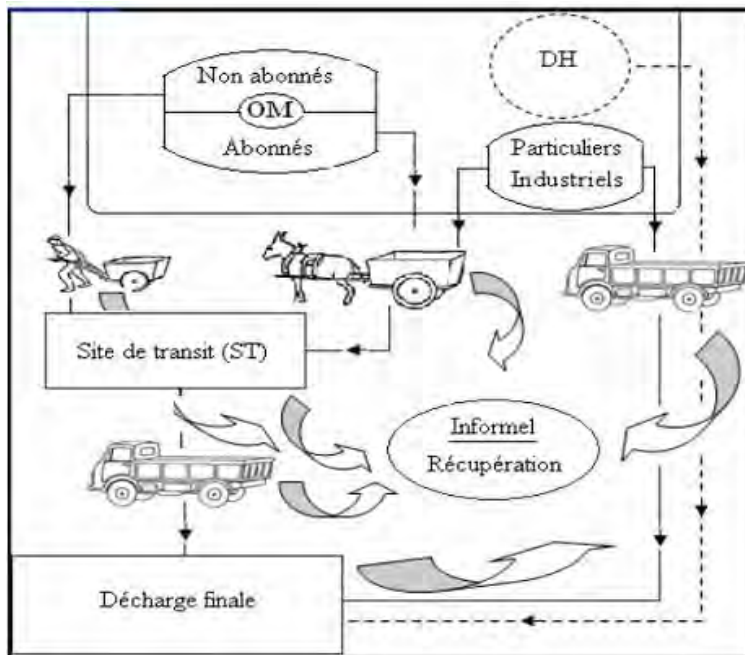 Non abonnés
OM
Abonnés
DH
Particuliers
Industriels
Site de transit (ST)
Informel
Récupération
Décharge finale